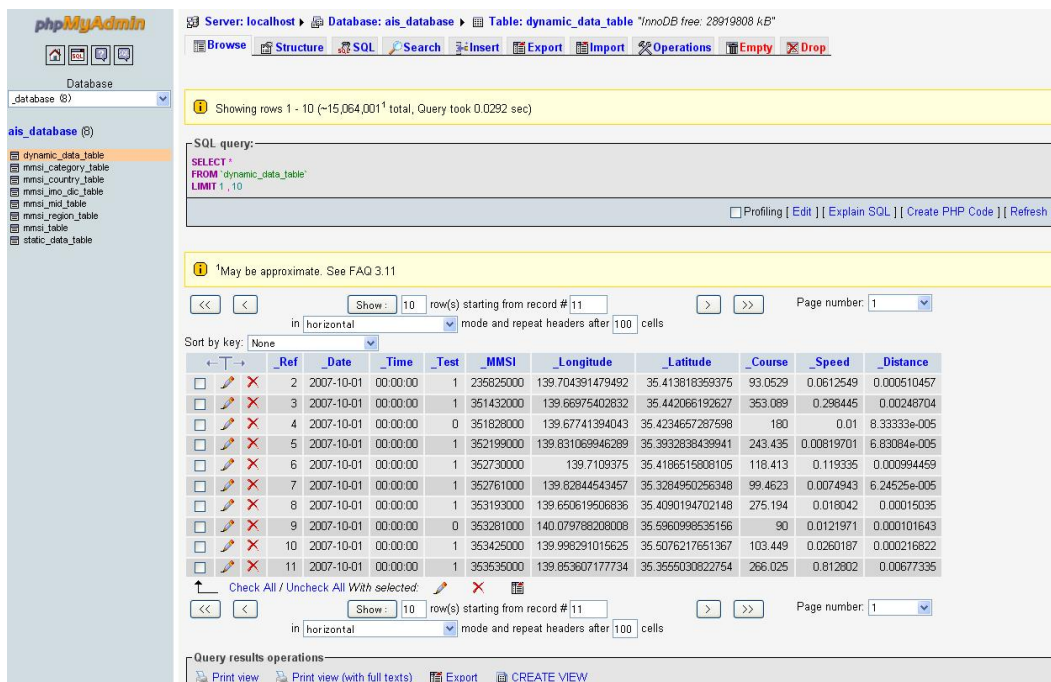 phpMyAdmin
SQL
Database
_database (8)
ais_database (8)
dynamic_data_table
mmsi_category_table
mmsi_country_table
mmsi_imo_dic_table
mmsi_mid_table
mmsi_region_table
mmsi_table
static_data_table
Server: localhost ▸ Database: ais_database ▸ Table: dynamic_data_table "InnoDB free: 28919808 kB"
Browse Structure SQL Search Insert Export Import Operations Empty Drop
Showing rows 1 - 10 (~15,064,001¹ total, Query took 0.0292 sec)
SQL query:
SELECT *
FROM `dynamic_data_table`
LIMIT 1 , 10
Profiling [ Edit ] [ Explain SQL ] [ Create PHP Code ] [ Refresh
¹May be approximate. See FAQ 3.11
<< < Show : 10 row(s) starting from record # 11 > >> Page number: 1
in horizontal mode and repeat headers after 100 cells
Sort by key: None
←T→ _Ref _Date _Time _Test _MMSI _Longitude _Latitude _Course _Speed _Distance
2 2007-10-01 00:00:00 1 235825000 139.704391479492 35.413818359375 93.0529 0.0612549 0.000510457
3 2007-10-01 00:00:00 1 351432000 139.66975402832 35.442066192627 353.089 0.298445 0.00248704
4 2007-10-01 00:00:00 0 351828000 139.67741394043 35.4234657287598 180 0.01 8.33333e-005
5 2007-10-01 00:00:00 1 352199000 139.831069946289 35.3932838439941 243.435 0.00819701 6.83084e-005
6 2007-10-01 00:00:00 1 352730000 139.7109375 35.4186515808105 118.413 0.119335 0.000994459
7 2007-10-01 00:00:00 1 352761000 139.82844543457 35.3284950256348 99.4623 0.0074943 6.24525e-005
8 2007-10-01 00:00:00 1 353193000 139.650619506836 35.4090194702148 275.194 0.018042 0.00015035
9 2007-10-01 00:00:00 0 353281000 140.079788208008 35.5960998535156 90 0.0121971 0.000101643
10 2007-10-01 00:00:00 1 353425000 139.998291015625 35.5076217651367 103.449 0.0260187 0.000216822
11 2007-10-01 00:00:00 1 353535000 139.853607177734 35.3555030822754 266.025 0.812802 0.00677335
Check All / Uncheck All With selected:
<< < Show : 10 row(s) starting from record # 11 > >> Page number: 1
in horizontal mode and repeat headers after 100 cells
Query results operations
Print view Print view (with full texts) Export CREATE VIEW